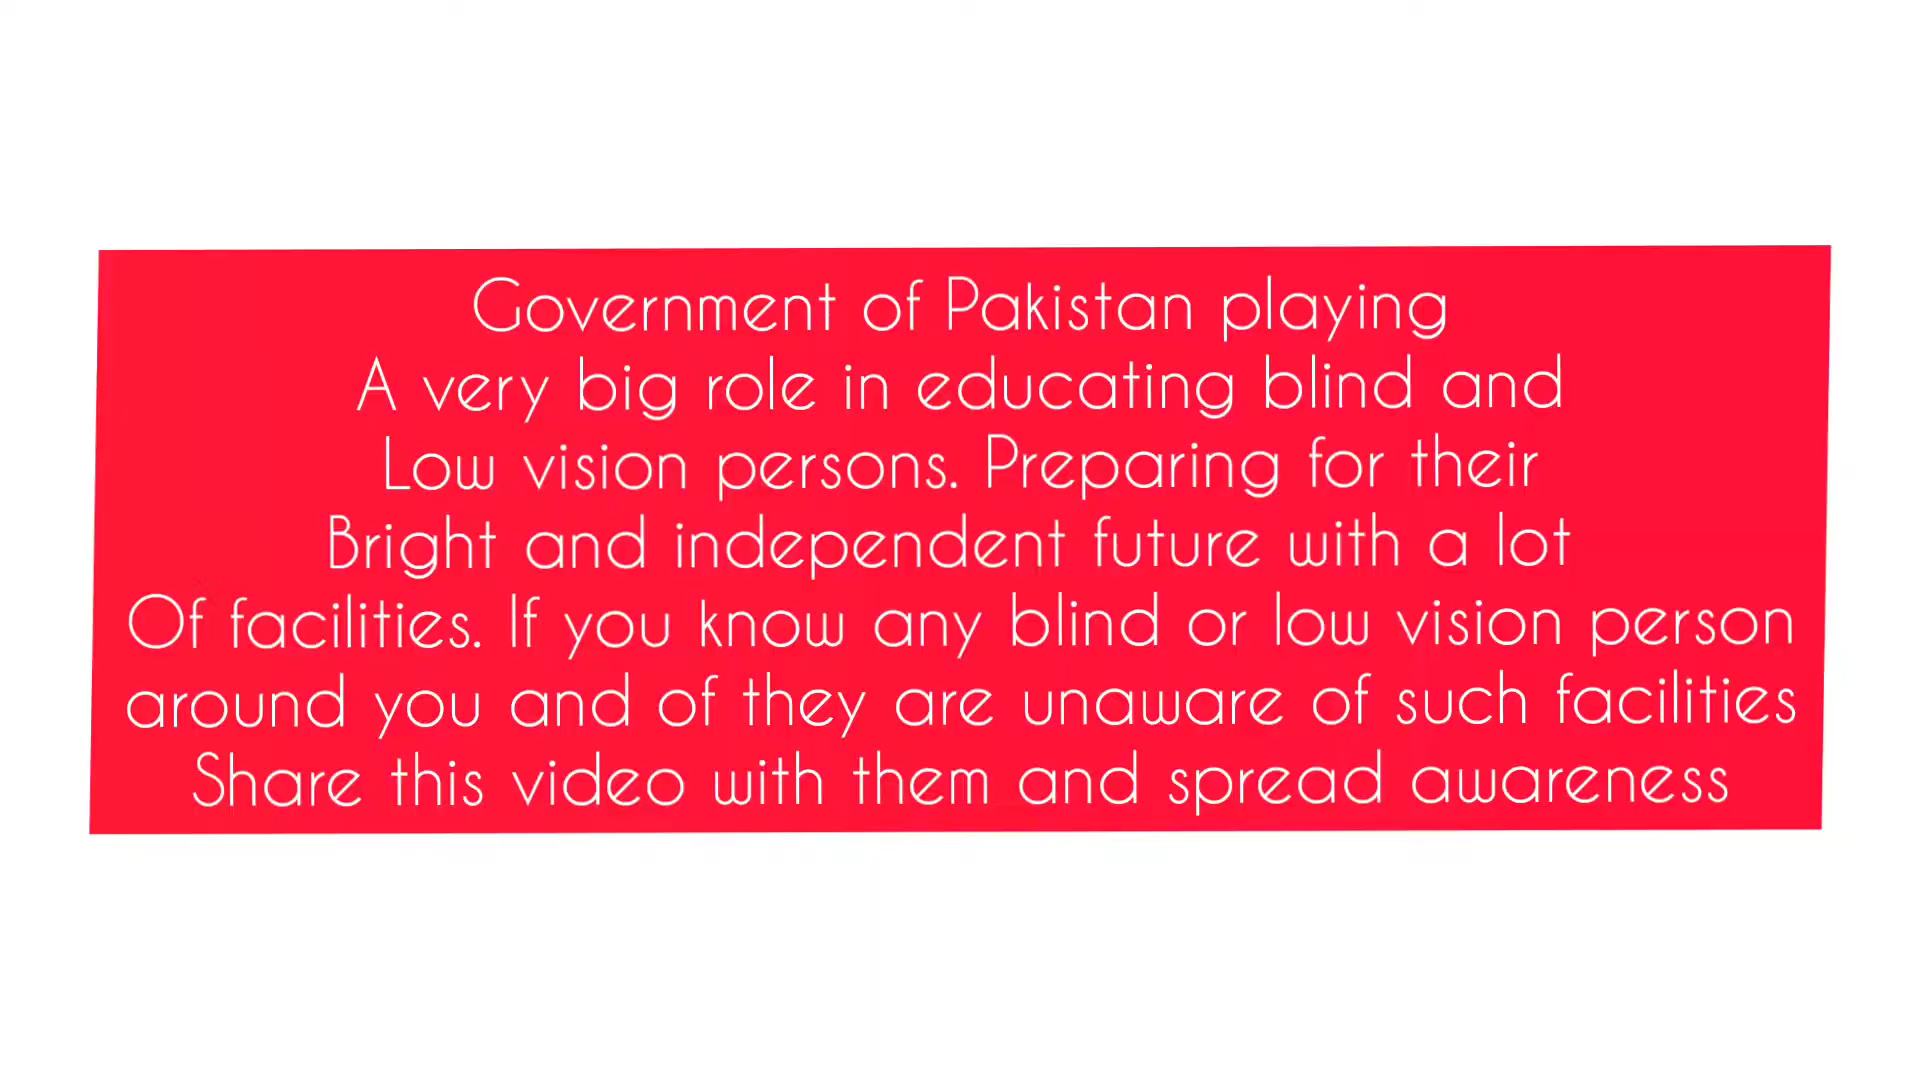 Government of Pakistan playing
A very big role in educating blind and
Low vision persons. Preparing for their
Bright and independent future with a lot
Of facilities. If you know any blind or low vision person
around you and of they are unaware of such facilities
Share this video with them and spread awareness